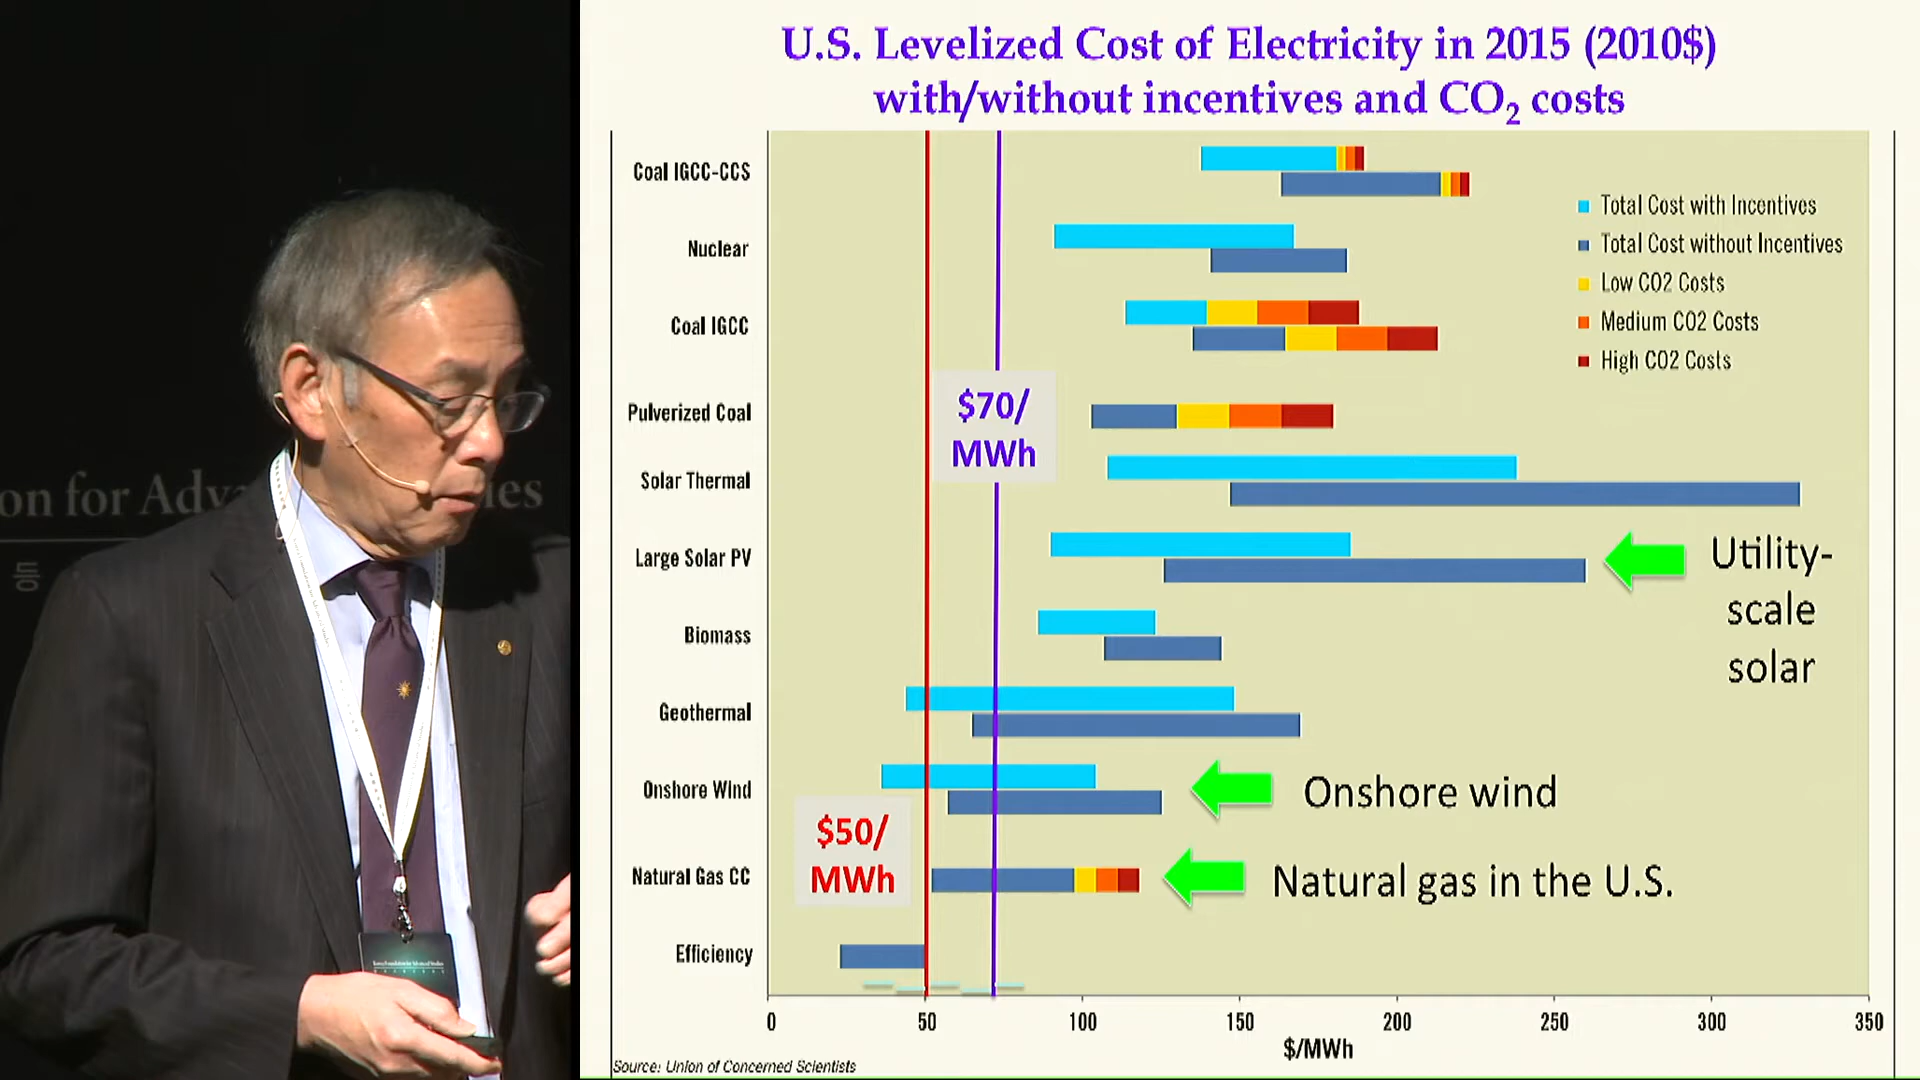 U.S. Levelized Cost of Electricity in 2015 (2010$)
with/without incentives and CO2 costs
Coal IGCC-CCS
Nuclear
Coal IGCC
Pulverized Coal
Solar Thermal
Large Solar PV
Biomass
Geothermal
Onshore Wind
Natural Gas CC
Efficiency
Total Cost with Incentives
Total Cost without Incentives
Low CO2 Costs
Medium CO2 Costs
High CO2 Costs
$70/
MWh
$50/
MWh
Utility-
scale
solar
Onshore wind
Natural gas in the U.S.
0 50 100 150 200 250 300 350
$/MWh
Source: Union of Concerned Scientists
on for Adva ies
등